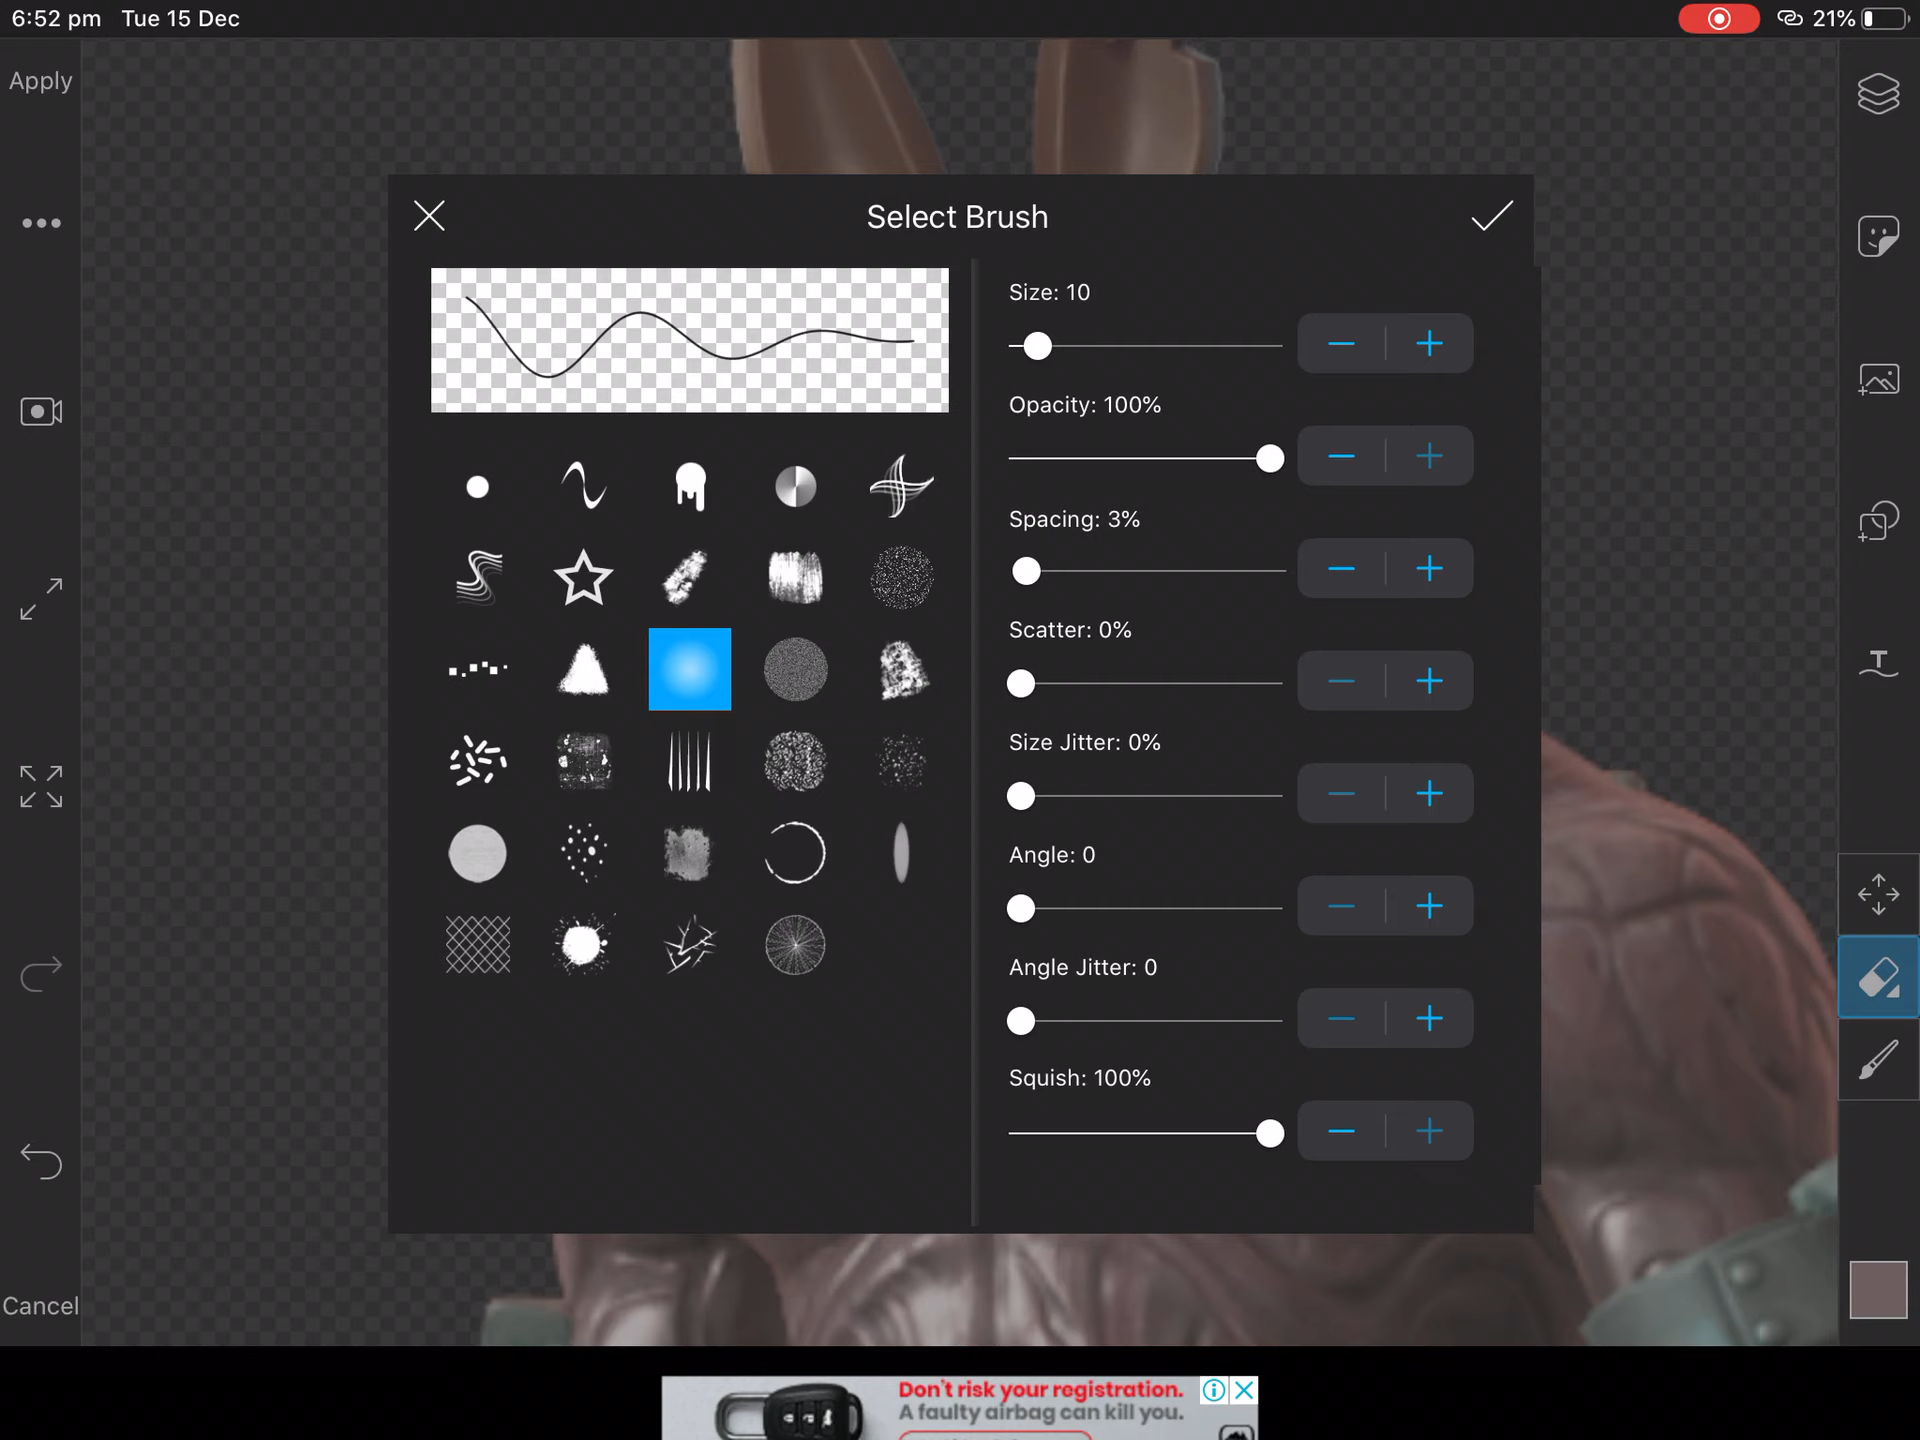 6:52 pm Tue 15 Dec
21%
Apply
Select Brush
Size: 10
Opacity: 100%
Spacing: 3%
Scatter: 0%
Size Jitter: 0%
Angle: 0
Angle Jitter: 0
Squish: 100%
Cancel
Don't risk your registration.
A faulty airbag can kill you.